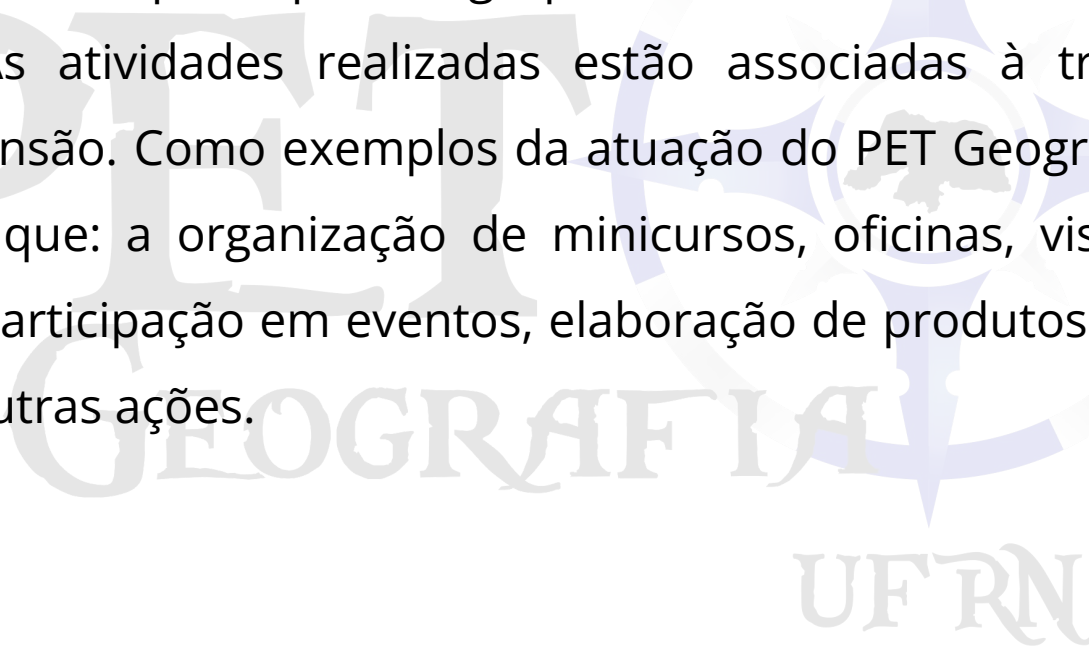 As atividades realizadas estão associadas à
nsão. Como exemplos da atuação do PET Geogr
que: a organização de minicursos, oficinas, vis
articipação em eventos, elaboração de produtos
utras ações.
PET
GEOGRAFIA
UFRN